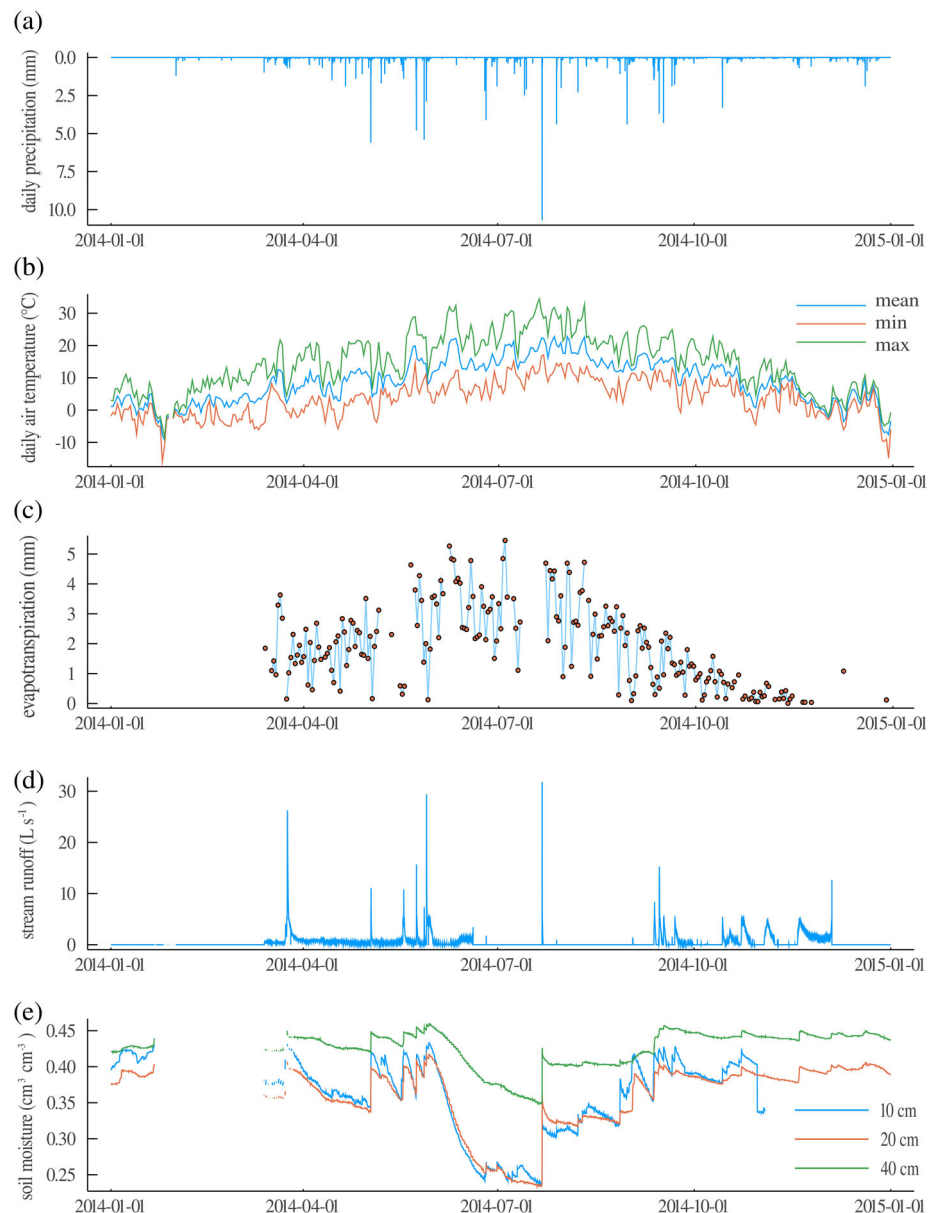 (a)
daily precipitation (mm)
0.0
2.5
5.0
7.5
10.0
2014-01-01 2014-04-01 2014-07-01 2014-10-01 2015-01-01
(b)
daily air temperature (°C)
30
20
10
0
-10
mean
min
max
2014-01-01 2014-04-01 2014-07-01 2014-10-01 2015-01-01
(c)
evapotranspiration (mm)
5
4
3
2
1
0
2014-01-01 2014-04-01 2014-07-01 2014-10-01 2015-01-01
(d)
stream runoff (L s⁻¹)
30
20
10
0
2014-01-01 2014-04-01 2014-07-01 2014-10-01 2015-01-01
(e)
soil moisture (cm³ cm⁻³)
0.45
0.40
0.35
0.30
0.25
10 cm
20 cm
40 cm
2014-01-01 2014-04-01 2014-07-01 2014-10-01 2015-01-01